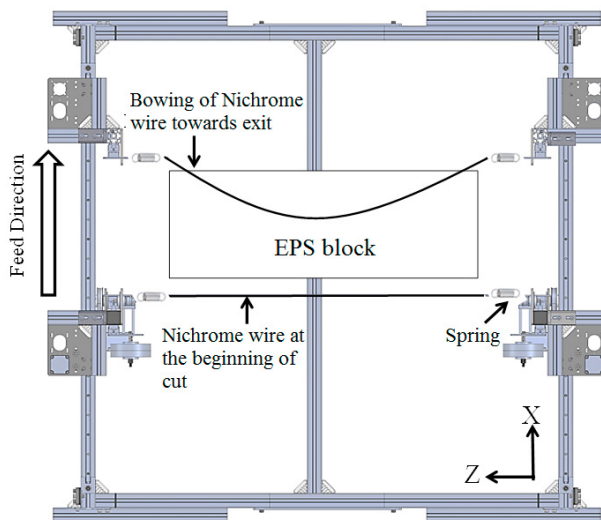 Bowing of Nichrome
wire towards exit
Feed Direction
EPS block
Nichrome wire at
the beginning of
cut
Spring
X
Z